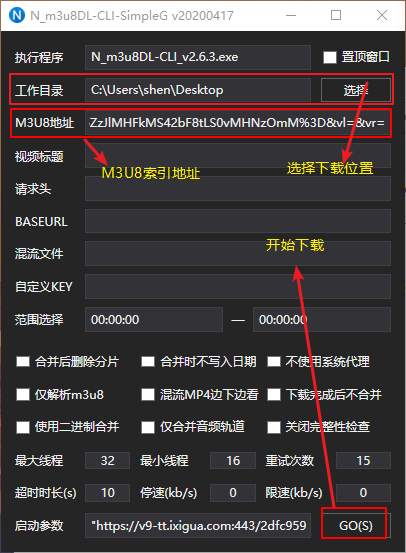 N_m3u8DL-CLI-SimpleG v20200417
执行程序 N_m3u8DL-CLI_v2.6.3.exe 置顶窗口
工作目录 C:\Users\shen\Desktop 选择
M3U8地址 ZzJlMHFkMS42bF8tLS0vMHNzOmM%3D&vl=&vr=
视频标题
M3U8索引地址 选择下载位置
请求头
BASEURL
开始下载
混流文件
自定义KEY
范围选择 00:00:00 — 00:00:00
合并后删除分片 合并时不写入日期 不使用系统代理
仅解析m3u8 混流MP4边下边看 下载完成后不合并
使用二进制合并 仅合并音频轨道 关闭完整性检查
最大线程 32 最小线程 16 重试次数 15
超时时长(s) 10 停速(kb/s) 0 限速(kb/s) 0
启动参数 "https://v9-tt.ixigua.com:443/2dfc959 GO(S)